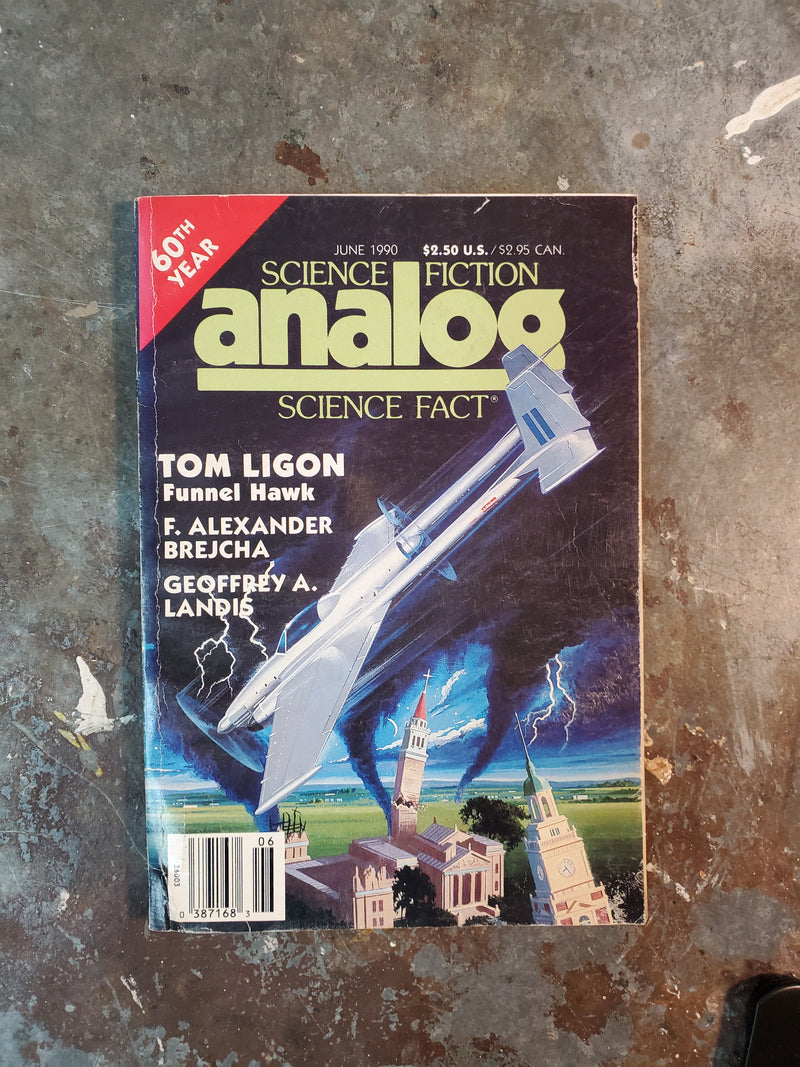 60TH
YEAR
JUNE 1990 $2.50 U.S./$2.95 CAN.
SCIENCE FICTION
analog
SCIENCE FACT®
TOM LIGON
Funnel Hawk
F. ALEXANDER
BREJCHA
GEOFFREY A.
LANDIS
06
36003
0 387168 3